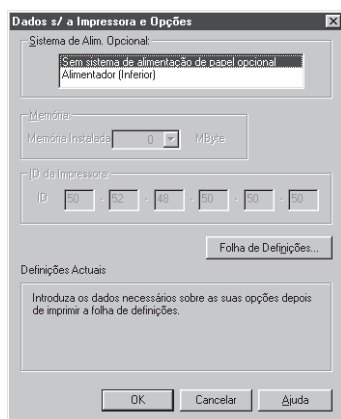 Dados s/ a Impressora e Opções
Sistema de Alim. Opcional:
Sem sistema de alimentação de papel opcional
Alimentador (Inferior)
Memória:
Memória Instalada 0 MByte
ID da Impressora:
ID 50 - 52 - 48 - 50 - 50 - 50
Folha de Definições...
Definições Actuais
Introduza os dados necessários sobre as suas opções depois
de imprimir a folha de definições.
OK Cancelar Ajuda